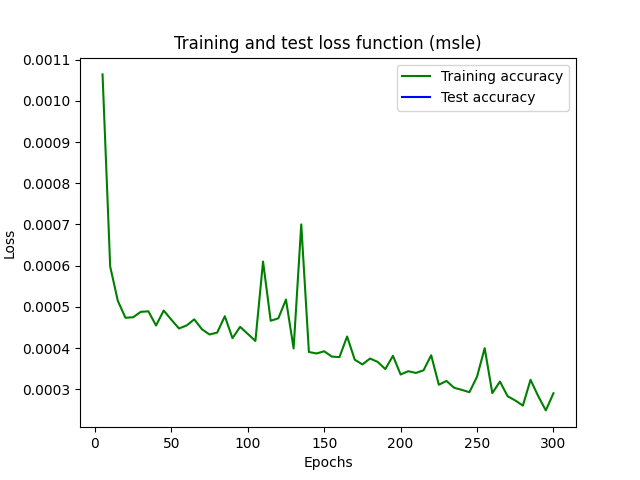 Training and test loss function (msle)
Training accuracy
Test accuracy
Loss
0.0011
0.0010
0.0009
0.0008
0.0007
0.0006
0.0005
0.0004
0.0003
0 50 100 150 200 250 300
Epochs